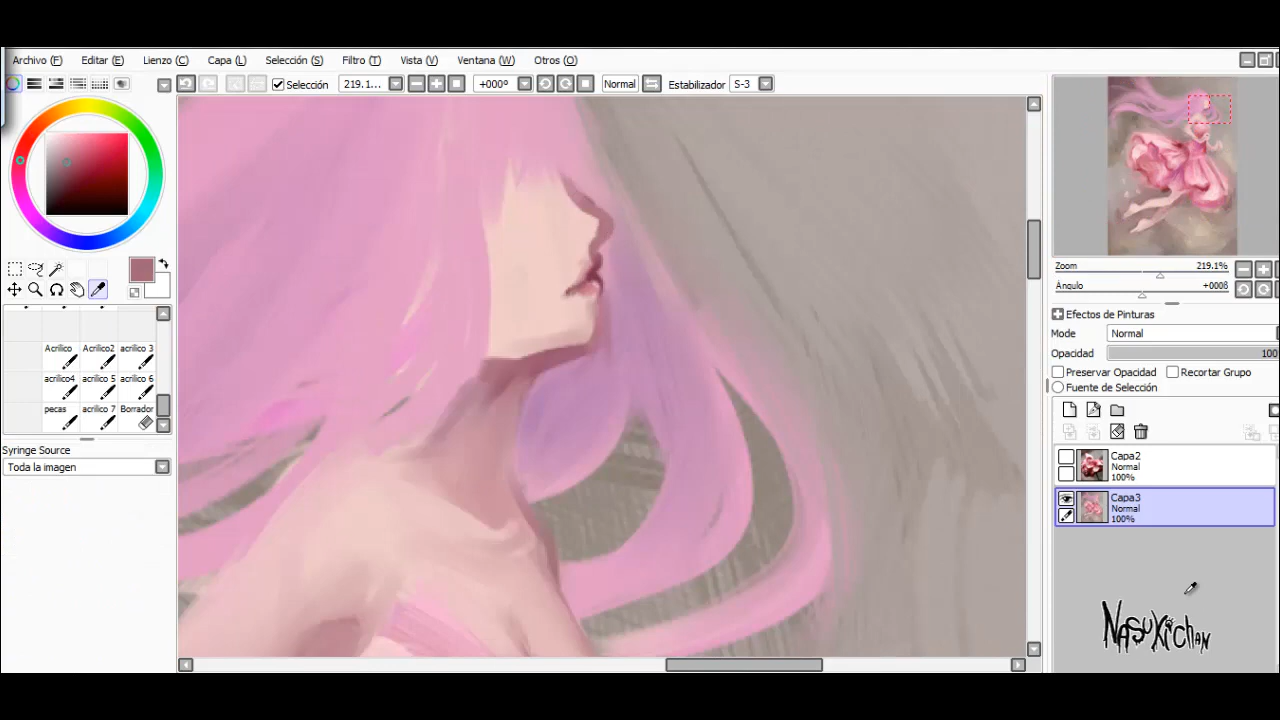 Archivo (F) Editar (E) Lienzo (C) Capa (L) Selección (S) Filtro (T) Vista (V) Ventana (W) Otros (O)
Selección 219.1... +000º Normal Estabilizador S-3
Zoom 219.1%
Ángulo +0008
Efectos de Pinturas
Modo Normal
Opacidad 100
Preservar Opacidad Recortar Grupo
Fuente de Selección
Acrilico Acrilico2 acrilico 3
acrilico4 acrilico 5 acrilico 6
pecas acrilico 7 Borrador
Syringe Source
Toda la imagen
Capa2
Normal
100%
Capa3
Normal
100%
NASUKiChAN